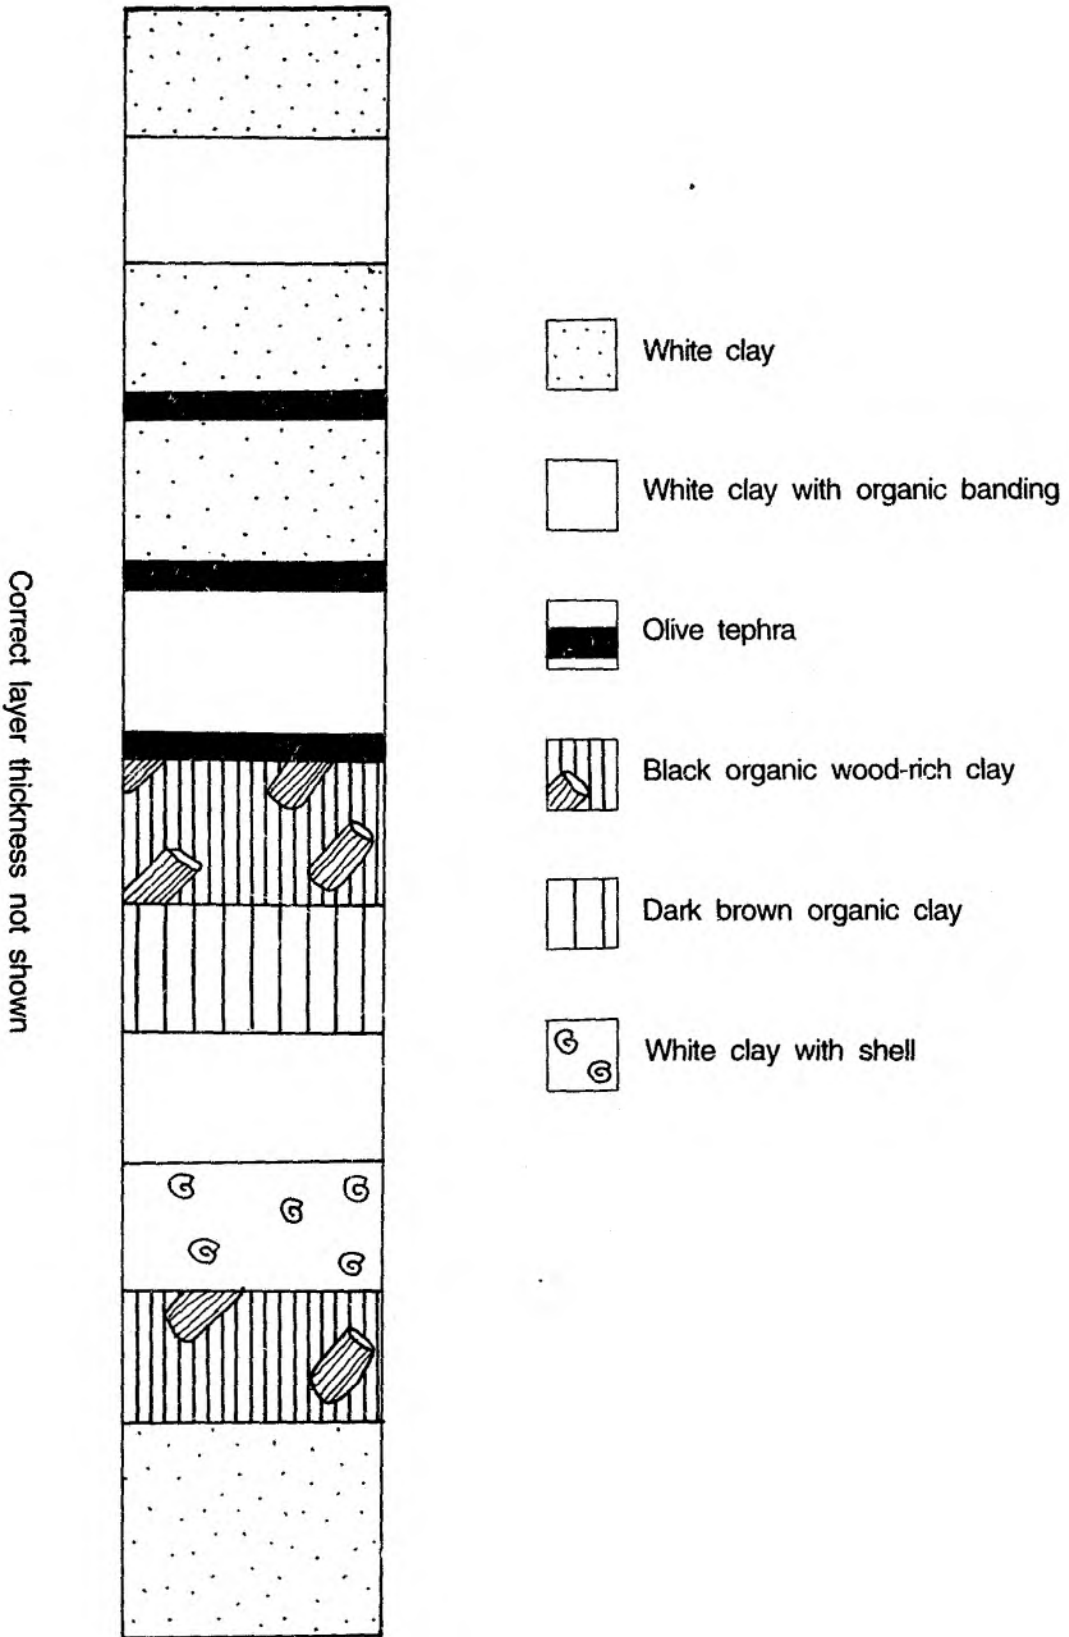 Correct layer thickness not shown
White clay
White clay with organic banding
Olive tephra
Black organic wood-rich clay
Dark brown organic clay
White clay with shell